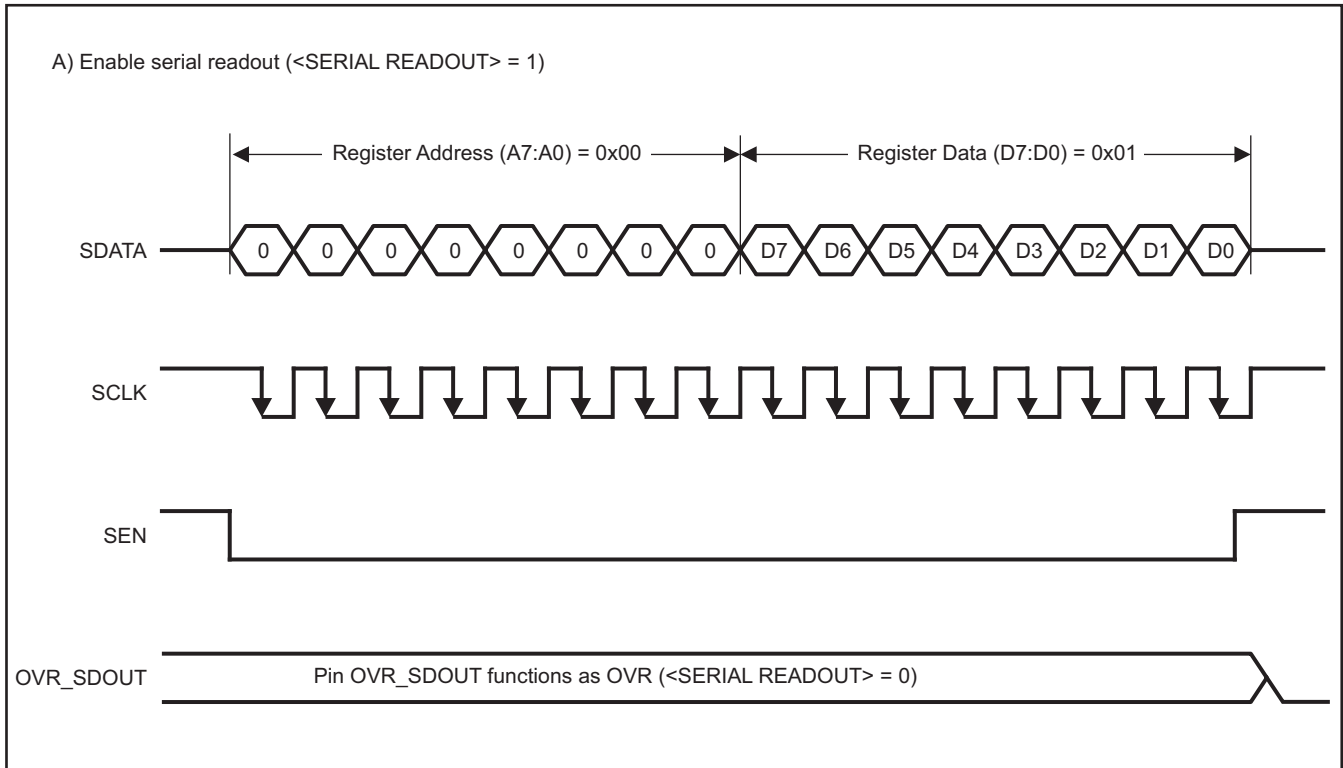 A) Enable serial readout (<SERIAL READOUT> = 1)
Register Address (A7:A0) = 0x00 Register Data (D7:D0) = 0x01
SDATA 0 0 0 0 0 0 0 0 D7 D6 D5 D4 D3 D2 D1 D0
SCLK
SEN
OVR_SDOUT Pin OVR_SDOUT functions as OVR (<SERIAL READOUT> = 0)